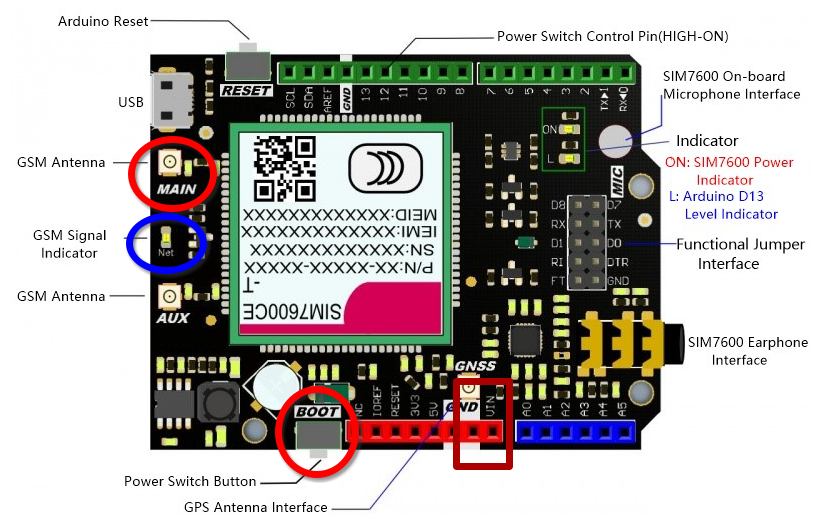 Arduino Reset
Power Switch Control Pin(HIGH-ON)
RESET
SCL
SDA
AREF
GND
13
12
11
10
9
8
7
6
5
4
3
2
TX▶1
RX◀0
USB
SIM7600 On-board
Microphone Interface
ON
L
MIC
Indicator
ON: SIM7600 Power
Indicator
L: Arduino D13
Level Indicator
GSM Antenna
MAIN
GSM Signal
Indicator
Net
GSM Antenna
AUX
MEID:XXXXXXXXXXXXXX
IEMI:XXXXXXXXXXXXXX
SN:XXXXXXXXXXXXXX
P/N:XX-XXXX-XXXXX
-T
SIM7600CE
D8
D7
RX
TX
D1
D0
RI
DTR
FT
GND
Functional Jumper
Interface
SIM7600 Earphone
Interface
GNSS
BOOT
NC
IOREF
RESET
3V3
5V
GND
VIN
A0
A1
A2
A3
A4
A5
Power Switch Button
GPS Antenna Interface